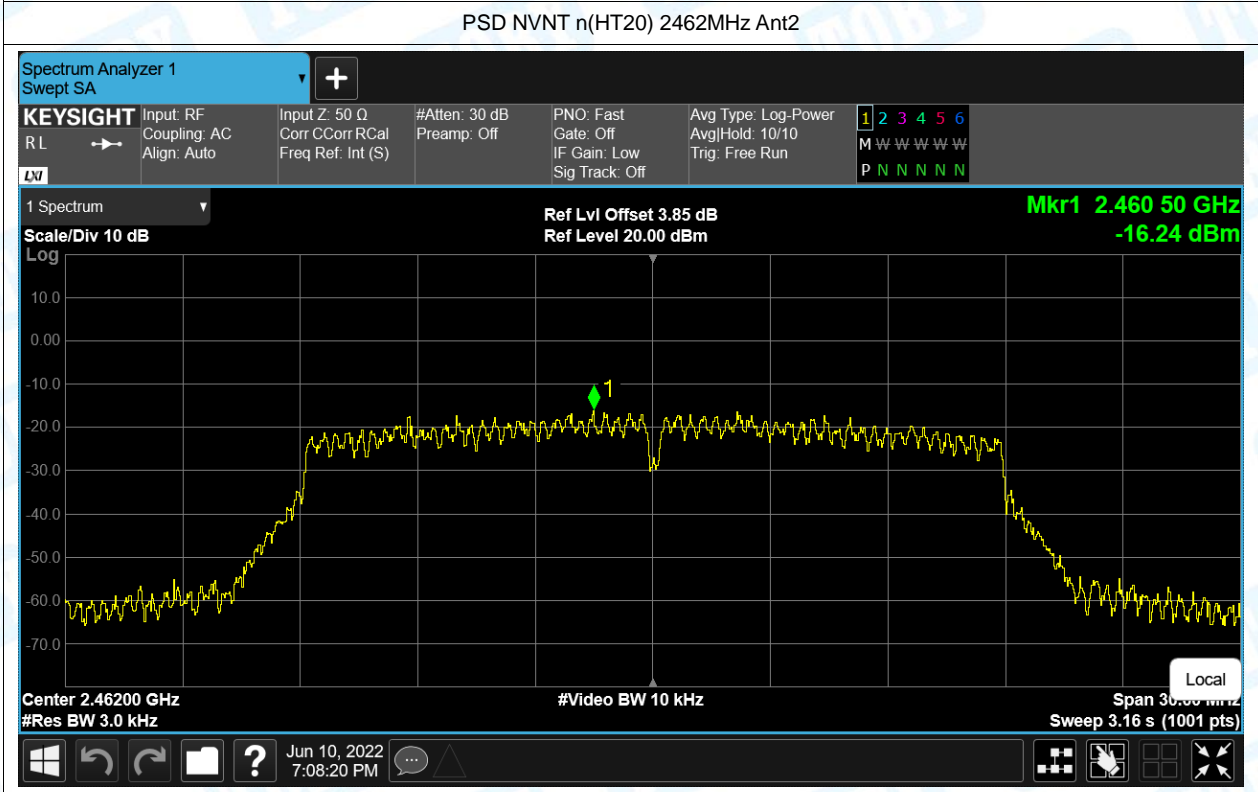 PSD NVNT n(HT20) 2462MHz Ant2
Spectrum Analyzer 1
Swept SA
KEYSIGHT
R L
LXI
Input: RF
Coupling: AC
Align: Auto
Input Z: 50 Ω
Corr CCorr RCal
Freq Ref: Int (S)
#Atten: 30 dB
Preamp: Off
PNO: Fast
Gate: Off
IF Gain: Low
Sig Track: Off
Avg Type: Log-Power
Avg|Hold: 10/10
Trig: Free Run
1 2 3 4 5 6
M W W W W W
P N N N N N
1 Spectrum
Scale/Div 10 dB
Log
Ref Lvl Offset 3.85 dB
Ref Level 20.00 dBm
Mkr1 2.460 50 GHz
-16.24 dBm
10.0
0.00
-10.0
1
-20.0
-30.0
-40.0
-50.0
-60.0
-70.0
Local
Center 2.46200 GHz
#Video BW 10 kHz
Span 30.00 MHz
#Res BW 3.0 kHz
Sweep 3.16 s (1001 pts)
?
Jun 10, 2022
7:08:20 PM